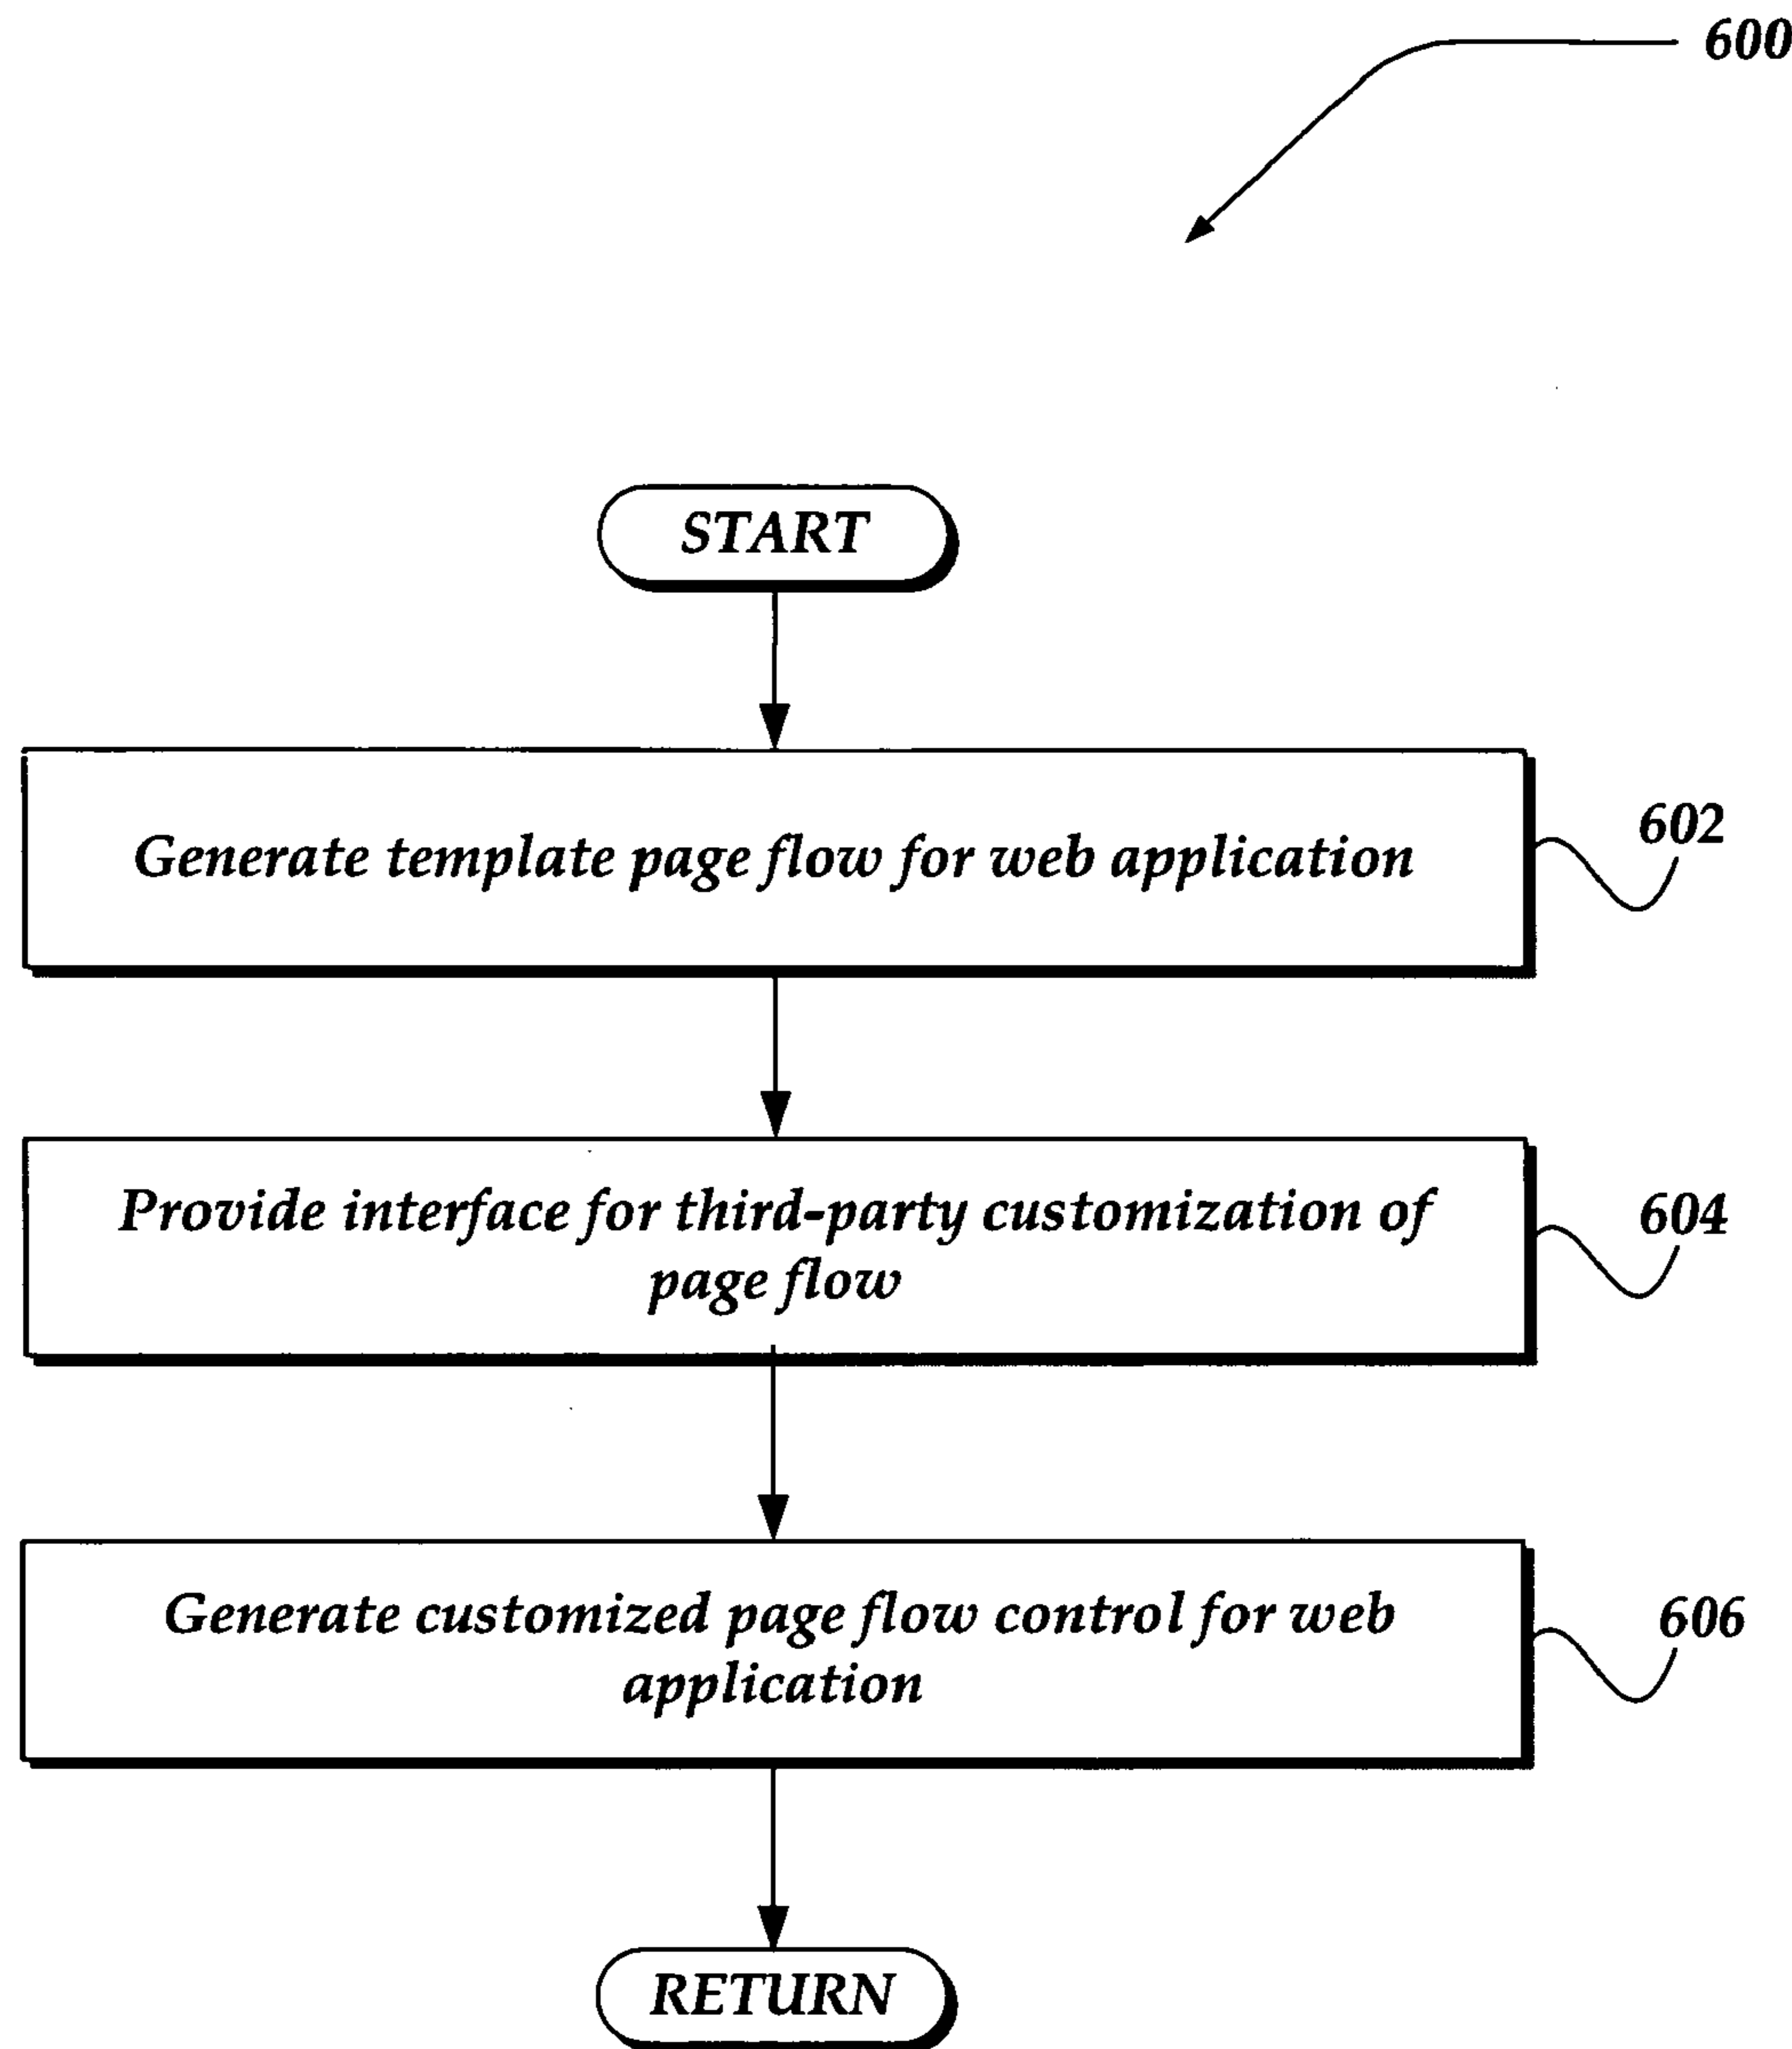 600
START
Generate template page flow for web application
602
Provide interface for third-party customization of
page flow
604
Generate customized page flow control for web
application
606
RETURN